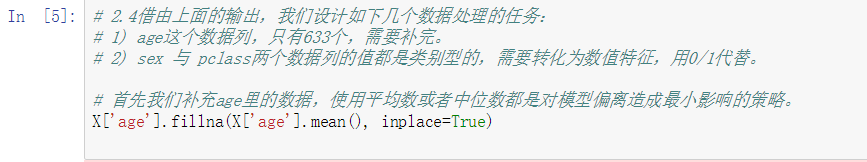 In [5]: # 2.4借由上面的输出，我们设计如下几个数据处理的任务：
# 1) age这个数据列，只有633个，需要补完。
# 2) sex 与 pclass两个数据列的值都是类别型的，需要转化为数值特征，用0/1代替。
# 首先我们补充age里的数据，使用平均数或者中位数都是对模型偏离造成最小影响的策略。
X['age'].fillna(X['age'].mean(), inplace=True)